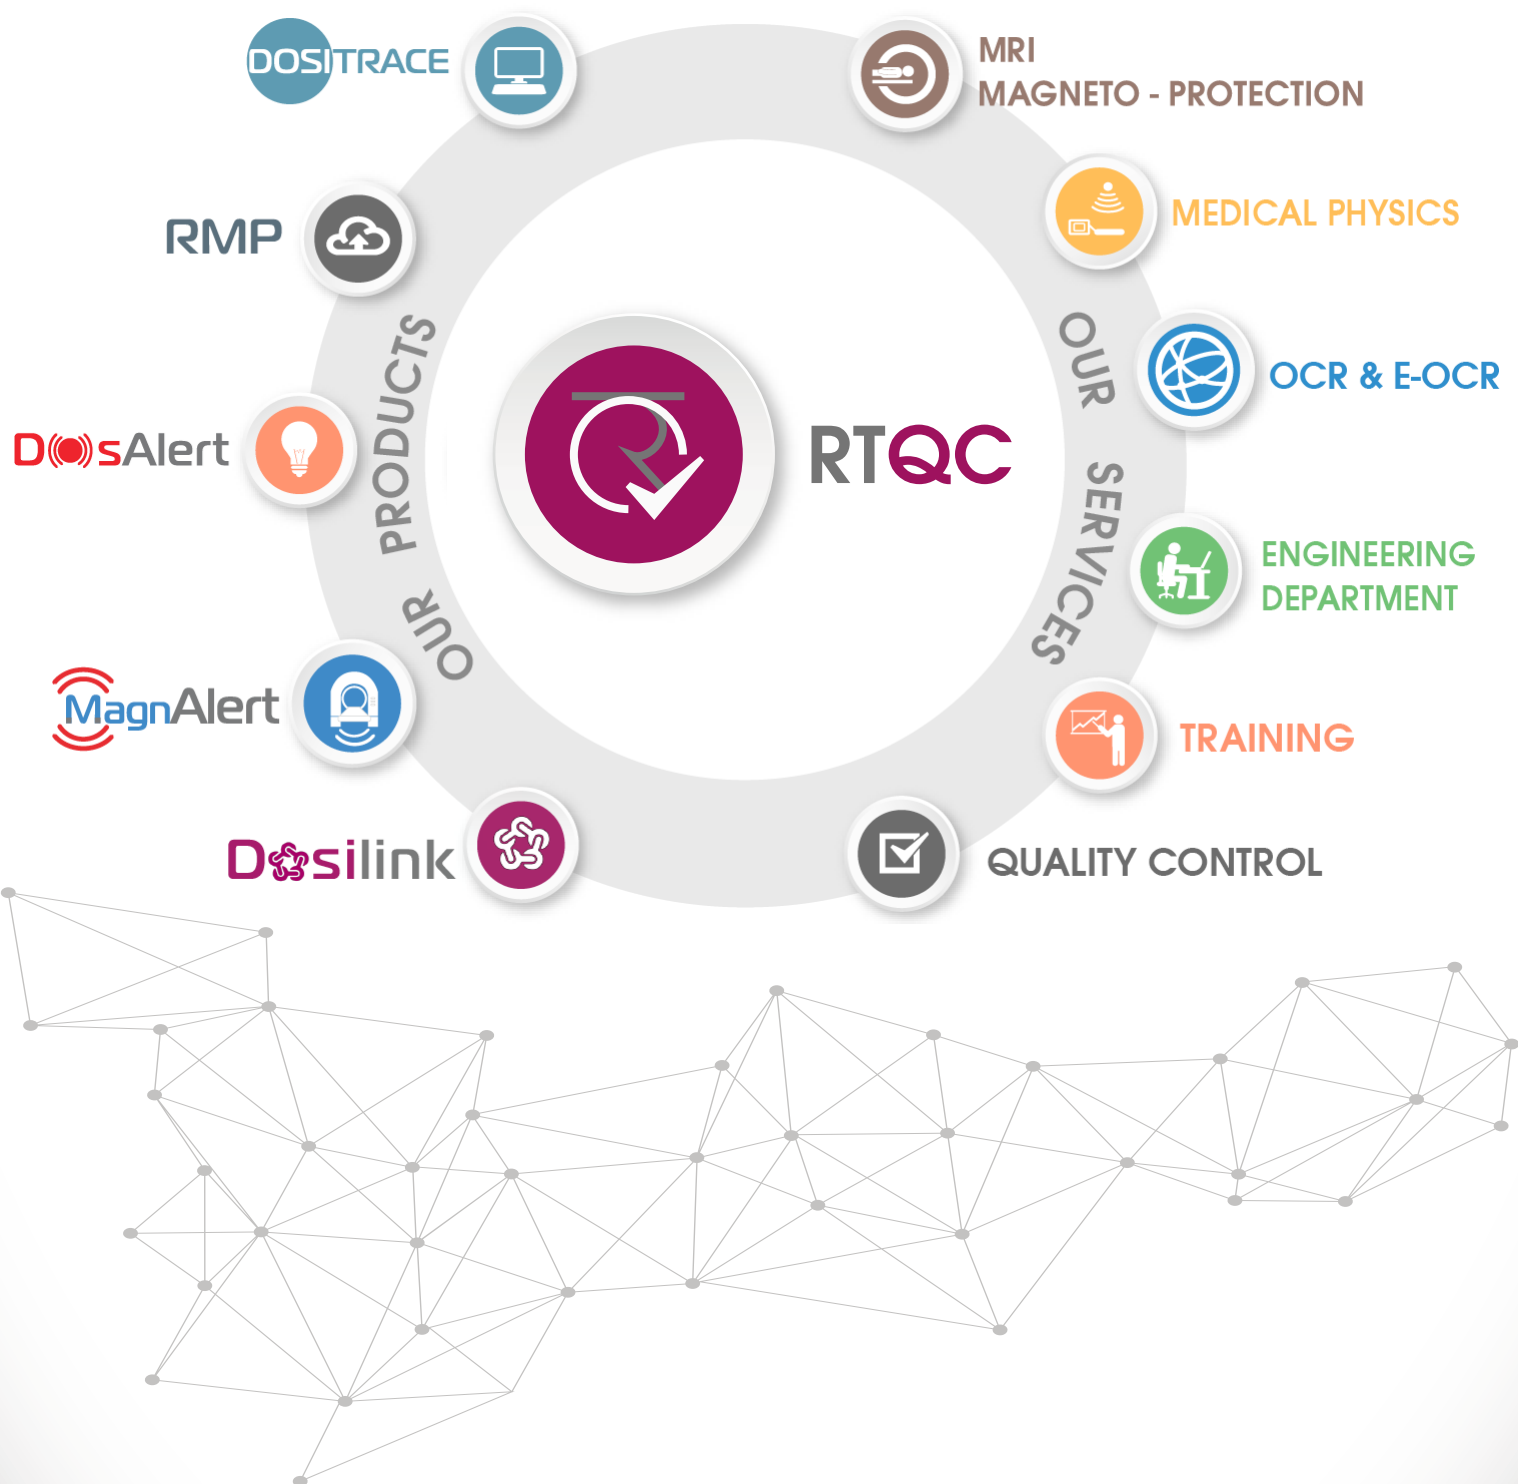 DOSITRACE
RMP
DosAlert
MagnAlert
Dosilink
OUR PRODUCTS
RTQC
OUR SERVICES
MRI
MAGNETO - PROTECTION
MEDICAL PHYSICS
OCR & E-OCR
ENGINEERING
DEPARTMENT
TRAINING
QUALITY CONTROL